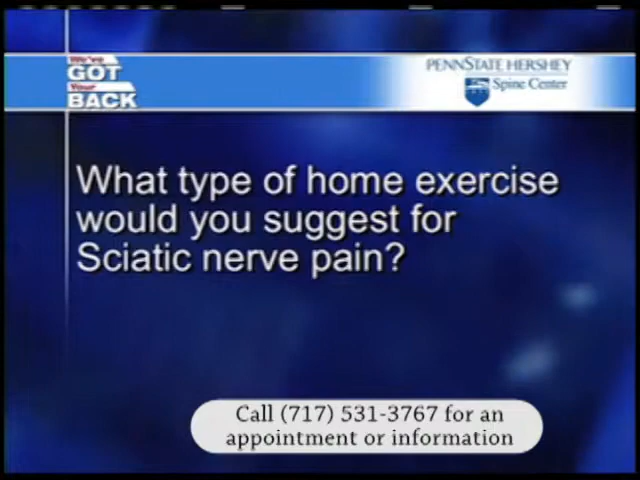 We've
GOT
Your
BACK
PENNSTATE HERSHEY
Spine Center
What type of home exercise
would you suggest for
Sciatic nerve pain?
Call (717) 531-3767 for an
appointment or information